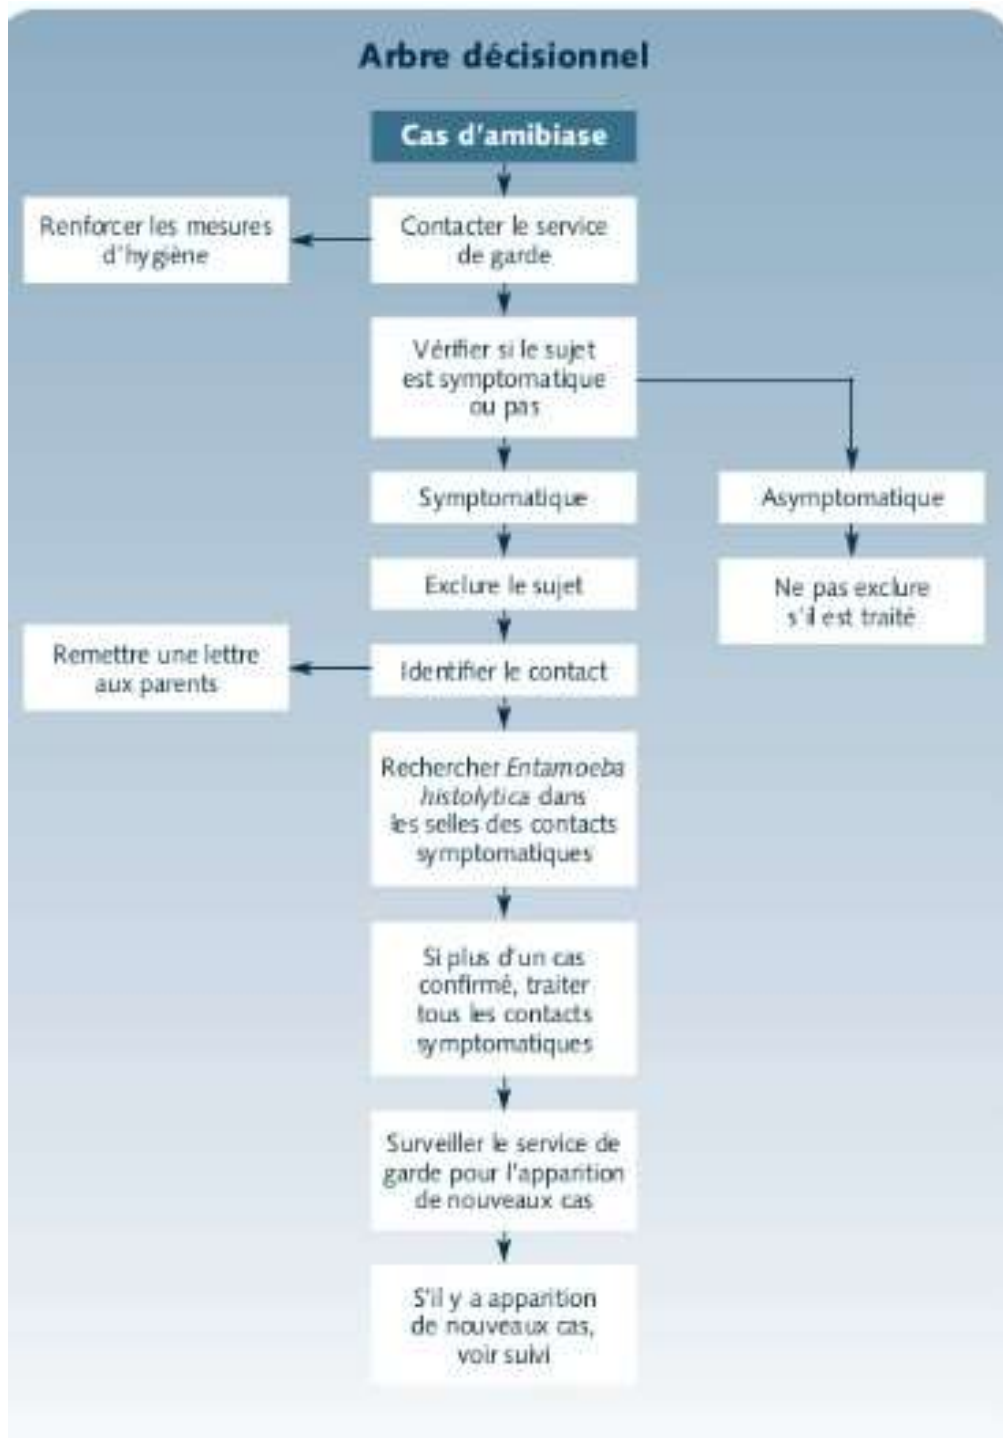 Arbre décisionnel
Cas d'amibiase
Renforcer les mesures
d'hygiène
Contacter le service
de garde
Vérifier si le sujet
est symptomatique
ou pas
Symptomatique
Asymptomatique
Exclure le sujet
Ne pas exclure
s'il est traité
Remettre une lettre
aux parents
Identifier le contact
Rechercher Entamoeba
histolytica dans
les selles des contacts
symptomatiques
Si plus d'un cas
confirmé, traiter
tous les contacts
symptomatiques
Surveiller le service de
garde pour l'apparition
de nouveaux cas
S'il y a apparition
de nouveaux cas,
voir suivi